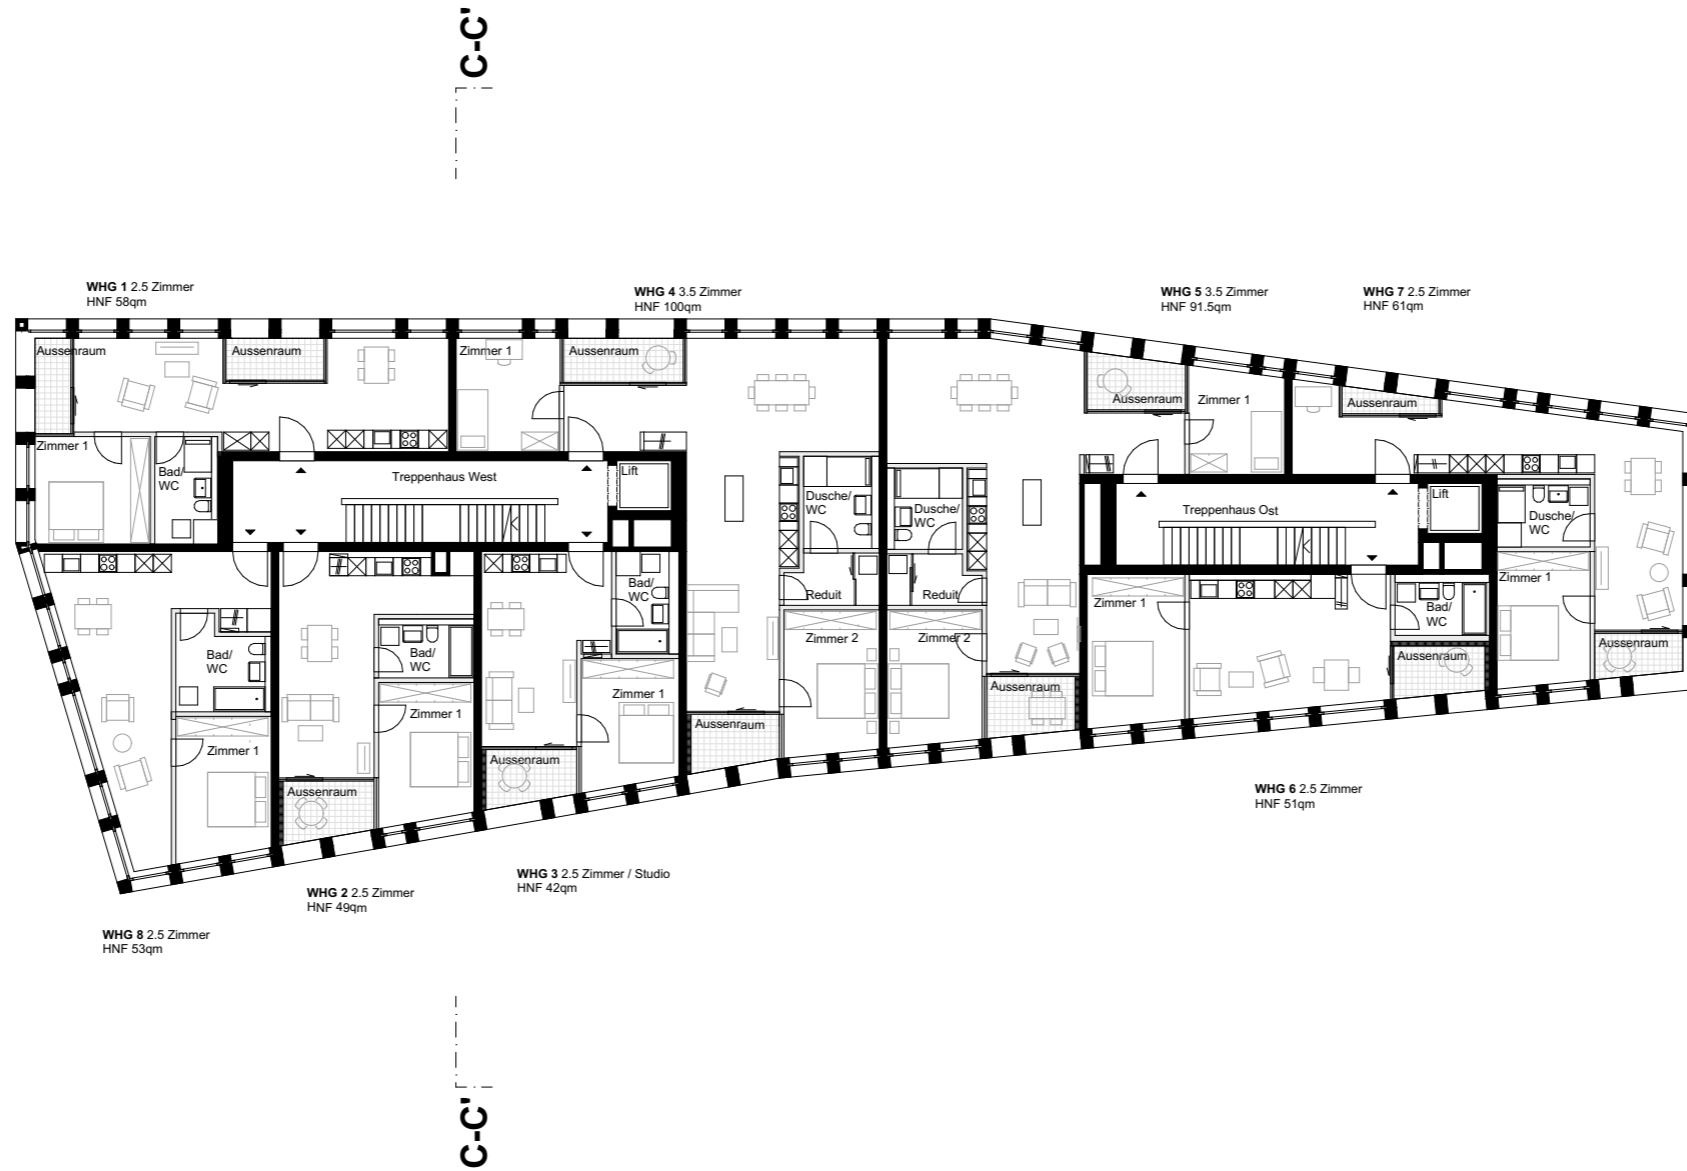 C-C'
WHG 1 2.5 Zimmer
HNF 58qm
WHG 4 3.5 Zimmer
HNF 100qm
WHG 5 3.5 Zimmer
HNF 91.5qm
WHG 7 2.5 Zimmer
HNF 61qm
Aussenraum
Aussenraum
Zimmer 1
Aussenraum
Aussenraum
Zimmer 1
Aussenraum
Zimmer 1
Bad/
WC
Treppenhaus West
Lift
Dusche/
WC
Dusche/
WC
Treppenhaus Ost
Lift
Dusche/
WC
Bad/
WC
Reduit
Reduit
Zimmer 1
Bad/
WC
Zimmer 1
Bad/
WC
Bad/
WC
Zimmer 2
Zimmer 2
Aussenraum
Aussenraum
Zimmer 1
Zimmer 1
Aussenraum
Aussenraum
Zimmer 1
Aussenraum
Aussenraum
WHG 6 2.5 Zimmer
HNF 51qm
WHG 3 2.5 Zimmer / Studio
HNF 42qm
WHG 2 2.5 Zimmer
HNF 49qm
WHG 8 2.5 Zimmer
HNF 53qm
C-C'